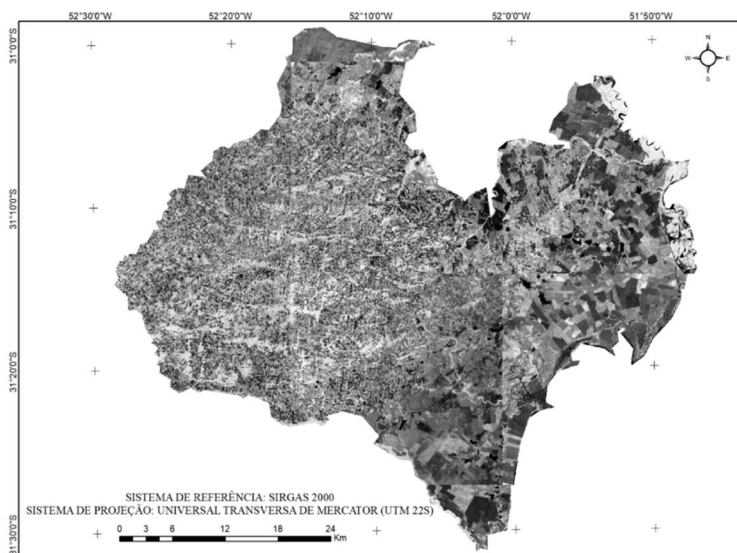 52°30'0"W 52°20'0"W 52°10'0"W 52°0'0"W 51°50'0"W
31°0'0"S
N
W E
S
31°10'0"S
31°20'0"S
31°30'0"S
SISTEMA DE REFERÊNCIA: SIRGAS 2000
SISTEMA DE PROJEÇÃO: UNIVERSAL TRANSVERSA DE MERCATOR (UTM 22S)
0 3 6 12 18 24
Km